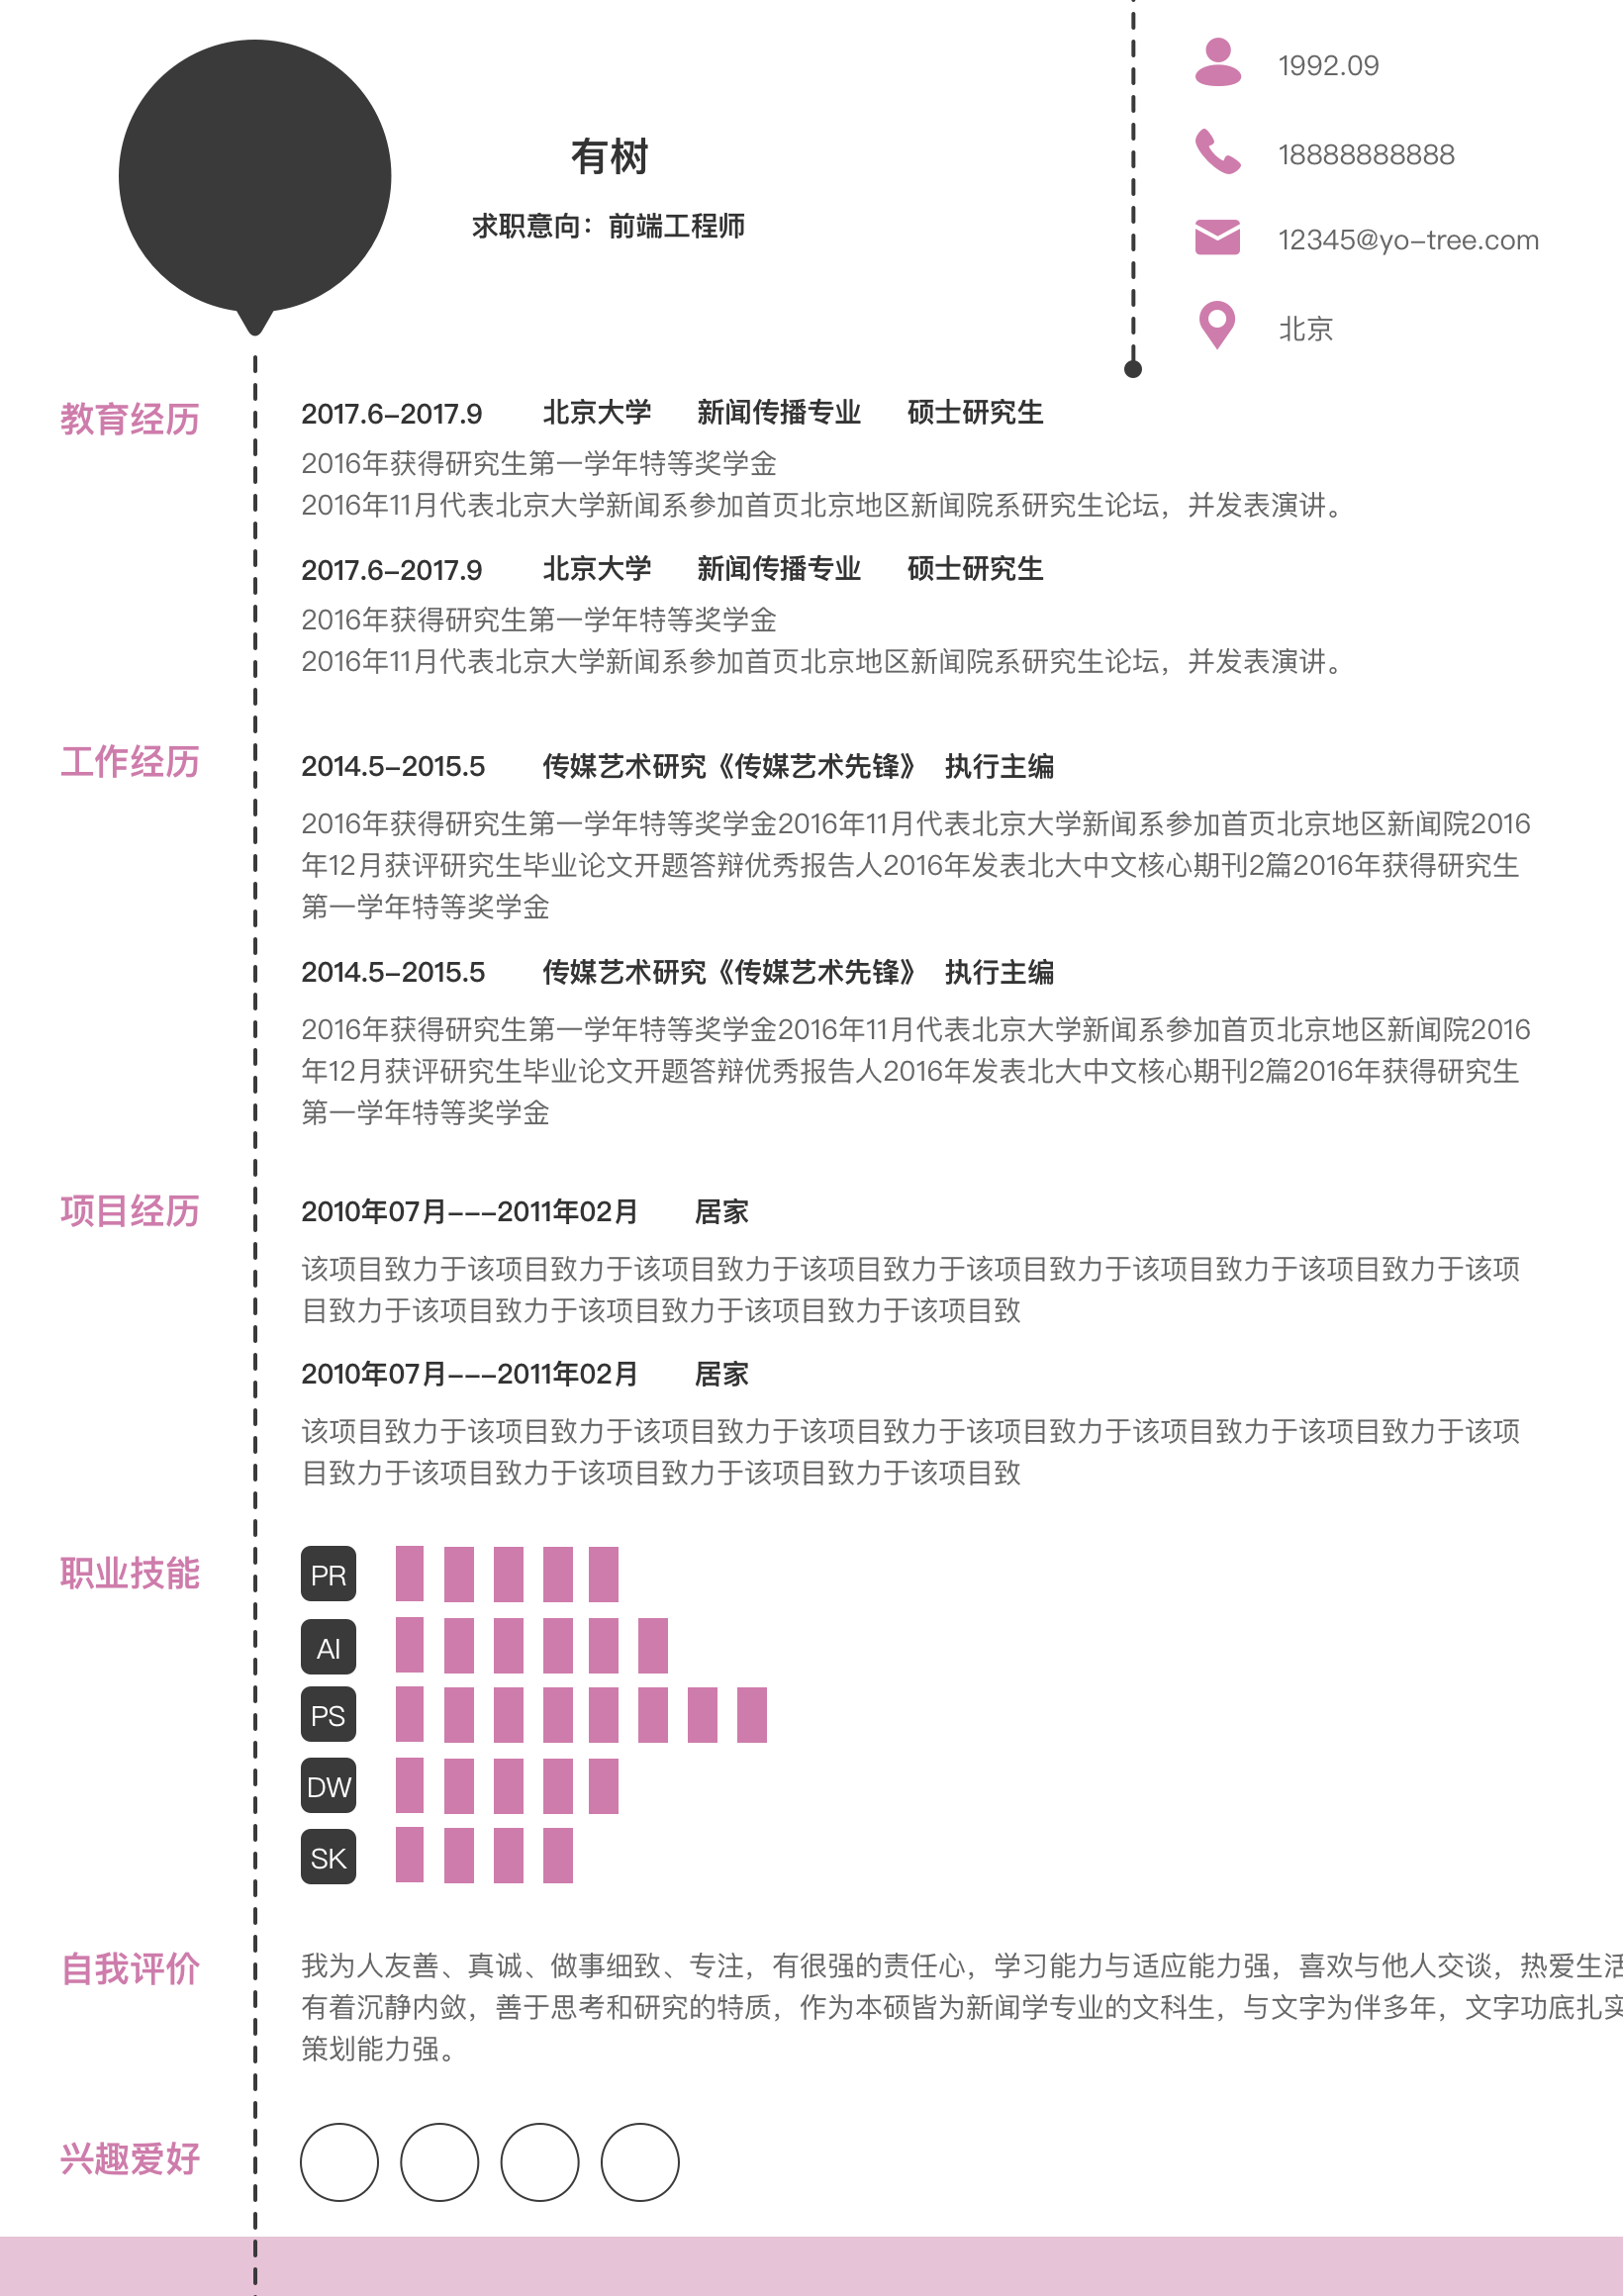 有树
求职意向：前端工程师
1992.09
18888888888
12345@yo-tree.com
北京
教育经历
2017.6-2017.9 北京大学 新闻传播专业 硕士研究生
2016年获得研究生第一学年特等奖学金
2016年11月代表北京大学新闻系参加首页北京地区新闻院系研究生论坛，并发表演讲。
2017.6-2017.9 北京大学 新闻传播专业 硕士研究生
2016年获得研究生第一学年特等奖学金
2016年11月代表北京大学新闻系参加首页北京地区新闻院系研究生论坛，并发表演讲。
工作经历
2014.5-2015.5 传媒艺术研究《传媒艺术先锋》 执行主编
2016年获得研究生第一学年特等奖学金2016年11月代表北京大学新闻系参加首页北京地区新闻院2016
年12月获评研究生毕业论文开题答辩优秀报告人2016年发表北大中文核心期刊2篇2016年获得研究生
第一学年特等奖学金
2014.5-2015.5 传媒艺术研究《传媒艺术先锋》 执行主编
2016年获得研究生第一学年特等奖学金2016年11月代表北京大学新闻系参加首页北京地区新闻院2016
年12月获评研究生毕业论文开题答辩优秀报告人2016年发表北大中文核心期刊2篇2016年获得研究生
第一学年特等奖学金
项目经历
2010年07月---2011年02月 居家
该项目致力于该项目致力于该项目致力于该项目致力于该项目致力于该项目致力于该项目致力于该项
目致力于该项目致力于该项目致力于该项目致力于该项目致
2010年07月---2011年02月 居家
该项目致力于该项目致力于该项目致力于该项目致力于该项目致力于该项目致力于该项目致力于该项
目致力于该项目致力于该项目致力于该项目致力于该项目致
职业技能
PR
AI
PS
DW
SK
自我评价
我为人友善、真诚、做事细致、专注，有很强的责任心，学习能力与适应能力强，喜欢与他人交谈，热爱生活
有着沉静内敛，善于思考和研究的特质，作为本硕皆为新闻学专业的文科生，与文字为伴多年，文字功底扎实
策划能力强。
兴趣爱好